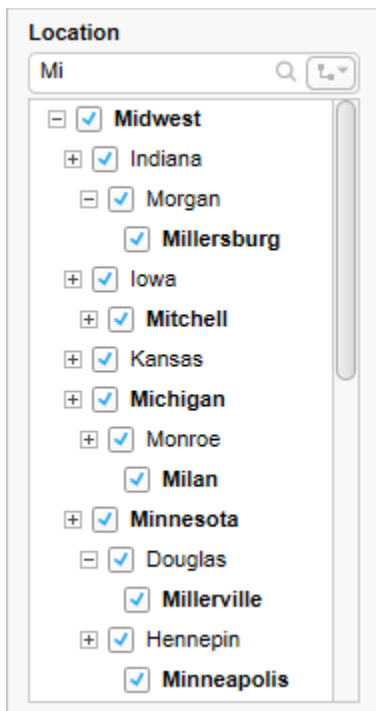 Location
Mi
Midwest
Indiana
Morgan
Millersburg
Iowa
Mitchell
Kansas
Michigan
Monroe
Milan
Minnesota
Douglas
Millerville
Hennepin
Minneapolis